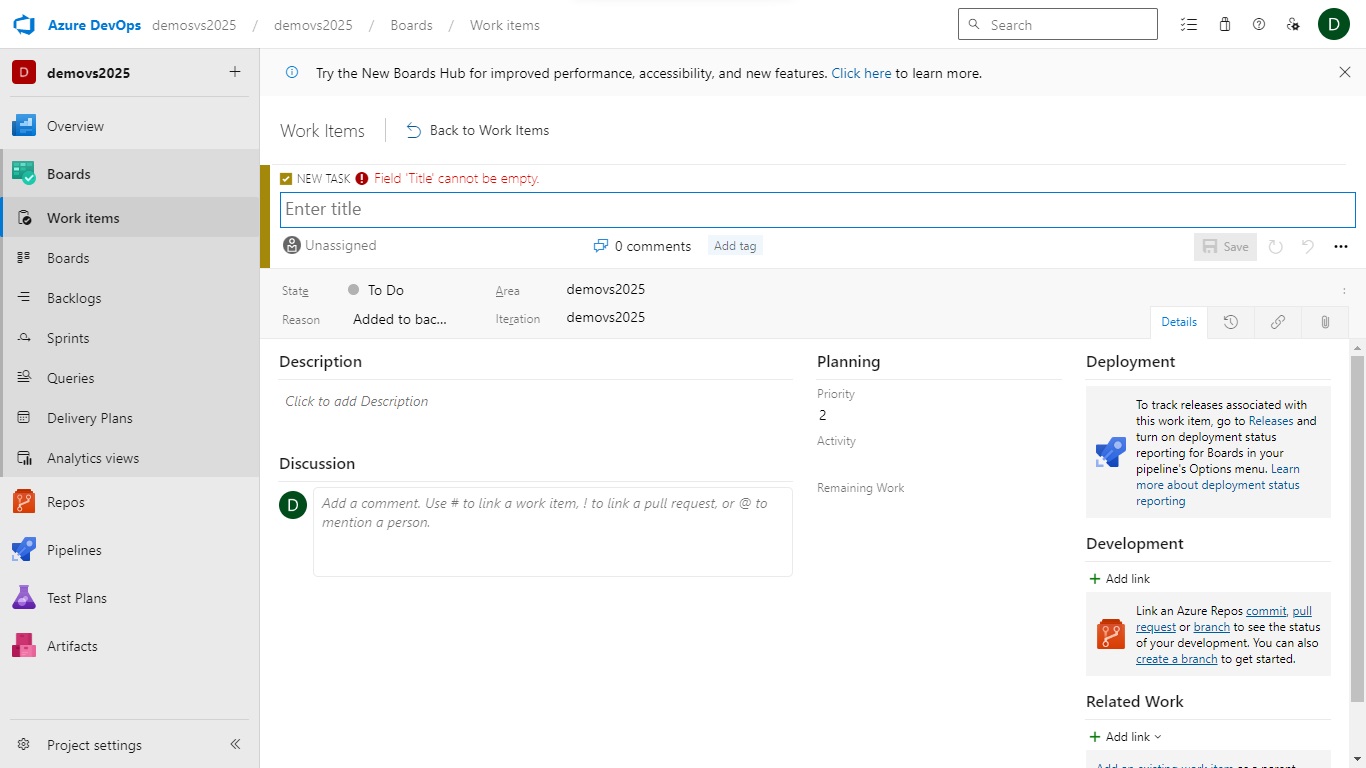 Azure DevOps demosvs2025 / demovs2025 / Boards / Work items
Search
D
D demovs2025
Try the New Boards Hub for improved performance, accessibility, and new features. Click here to learn more.
Overview
Boards
Work items
Boards
Backlogs
Sprints
Queries
Delivery Plans
Analytics views
Repos
Pipelines
Test Plans
Artifacts
Project settings
Work Items
Back to Work Items
NEW TASK Field 'Title' cannot be empty.
Enter title
Unassigned
0 comments
Add tag
Save
State To Do
Area demovs2025
Reason Added to bac...
Iteration demovs2025
Details
Description
Click to add Description
Discussion
D
Add a comment. Use # to link a work item, ! to link a pull request, or @ to
mention a person.
Planning
Priority
2
Activity
Remaining Work
Deployment
To track releases associated with
this work item, go to Releases and
turn on deployment status
reporting for Boards in your
pipeline's Options menu. Learn
more about deployment status
reporting
Development
Add link
Link an Azure Repos commit, pull
request or branch to see the status
of your development. You can also
create a branch to get started.
Related Work
Add link
Add an existing work item as a parent